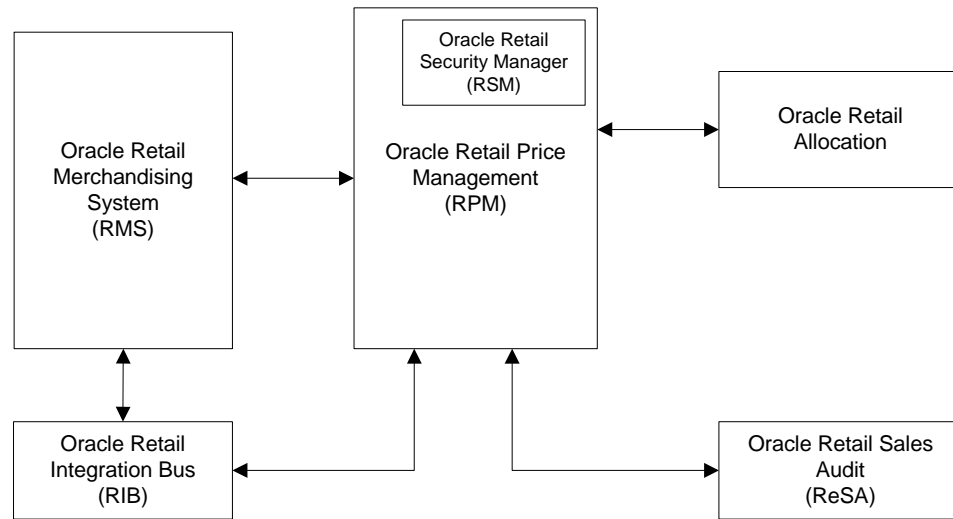 Oracle Retail
Security Manager
(RSM)
Oracle Retail
Merchandising
System
(RMS)
Oracle Retail Price
Management
(RPM)
Oracle Retail
Allocation
Oracle Retail
Integration Bus
(RIB)
Oracle Retail Sales
Audit
(ReSA)